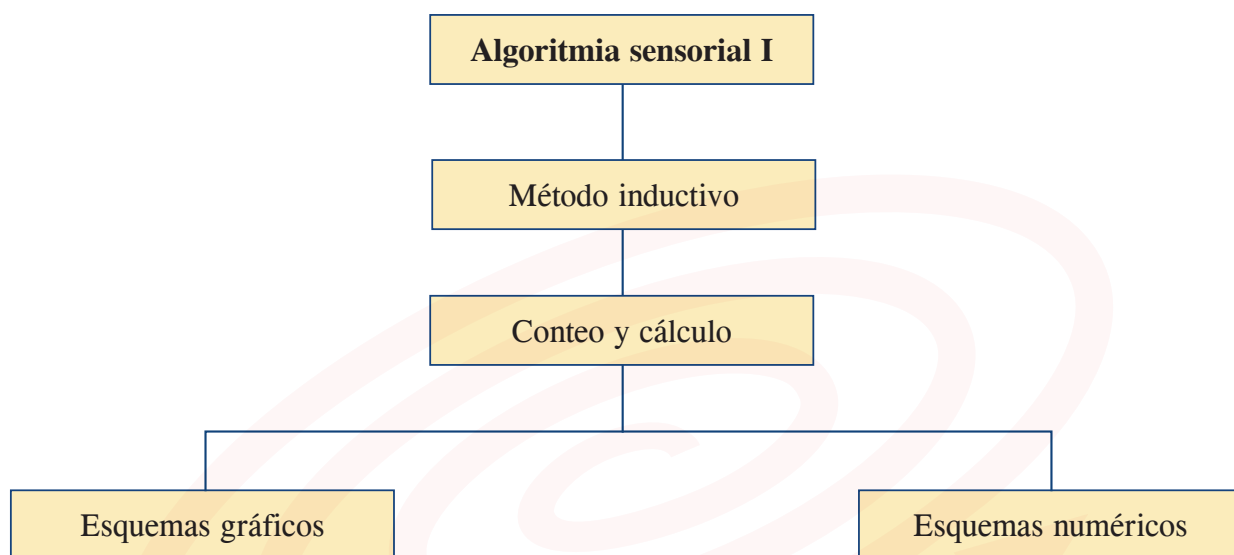 Algoritmia sensorial I
Método inductivo
Conteo y cálculo
Esquemas gráficos
Esquemas numéricos